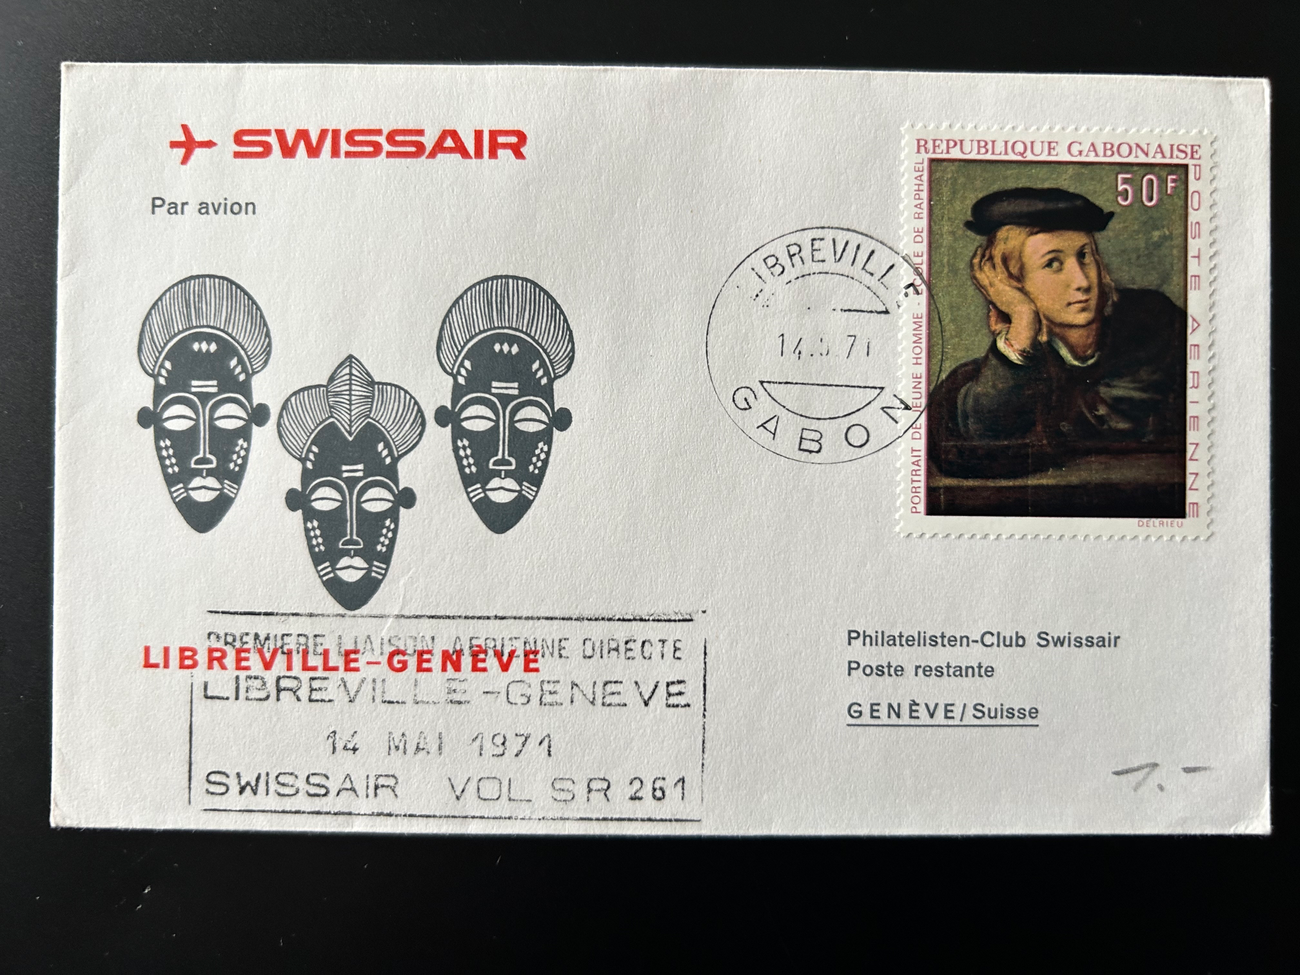 SWISSAIR
Par avion
REPUBLIQUE GABONAISE
50F
POSTE AERIENNE
PORTRAIT DE JEUNE HOMME ECOLE DE RAPHAEL
DELRIEU
LIBREVILLE
14.5.71
GABON
PREMIERE LIAISON AERIENNE DIRECTE
LIBREVILLE-GENÈVE
LIBREVILLE-GENEVE
14 MAI 1971
SWISSAIR VOL SR 261
Philatelisten-Club Swissair
Poste restante
GENÈVE/Suisse
1.-